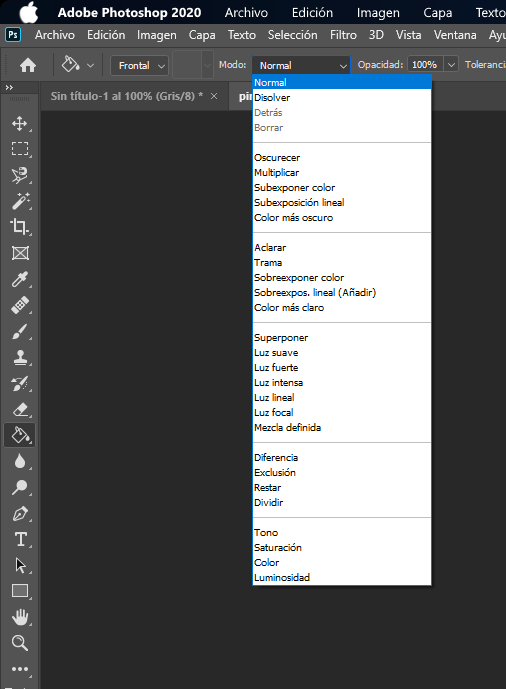 Adobe Photoshop 2020 Archivo Edición Imagen Capa Texto
Ps Archivo Edición Imagen Capa Texto Selección Filtro 3D Vista Ventana Ayu
Frontal Modo: Normal Opacidad: 100% Toleranci
Sin título-1 al 100% (Gris/8) * × pin
Normal
Disolver
Detrás
Borrar
Oscurecer
Multiplicar
Subexponer color
Subexposición lineal
Color más oscuro
Aclarar
Trama
Sobreexponer color
Sobreexpos. lineal (Añadir)
Color más claro
Superponer
Luz suave
Luz fuerte
Luz intensa
Luz lineal
Luz focal
Mezcla definida
Diferencia
Exclusión
Restar
Dividir
Tono
Saturación
Color
Luminosidad